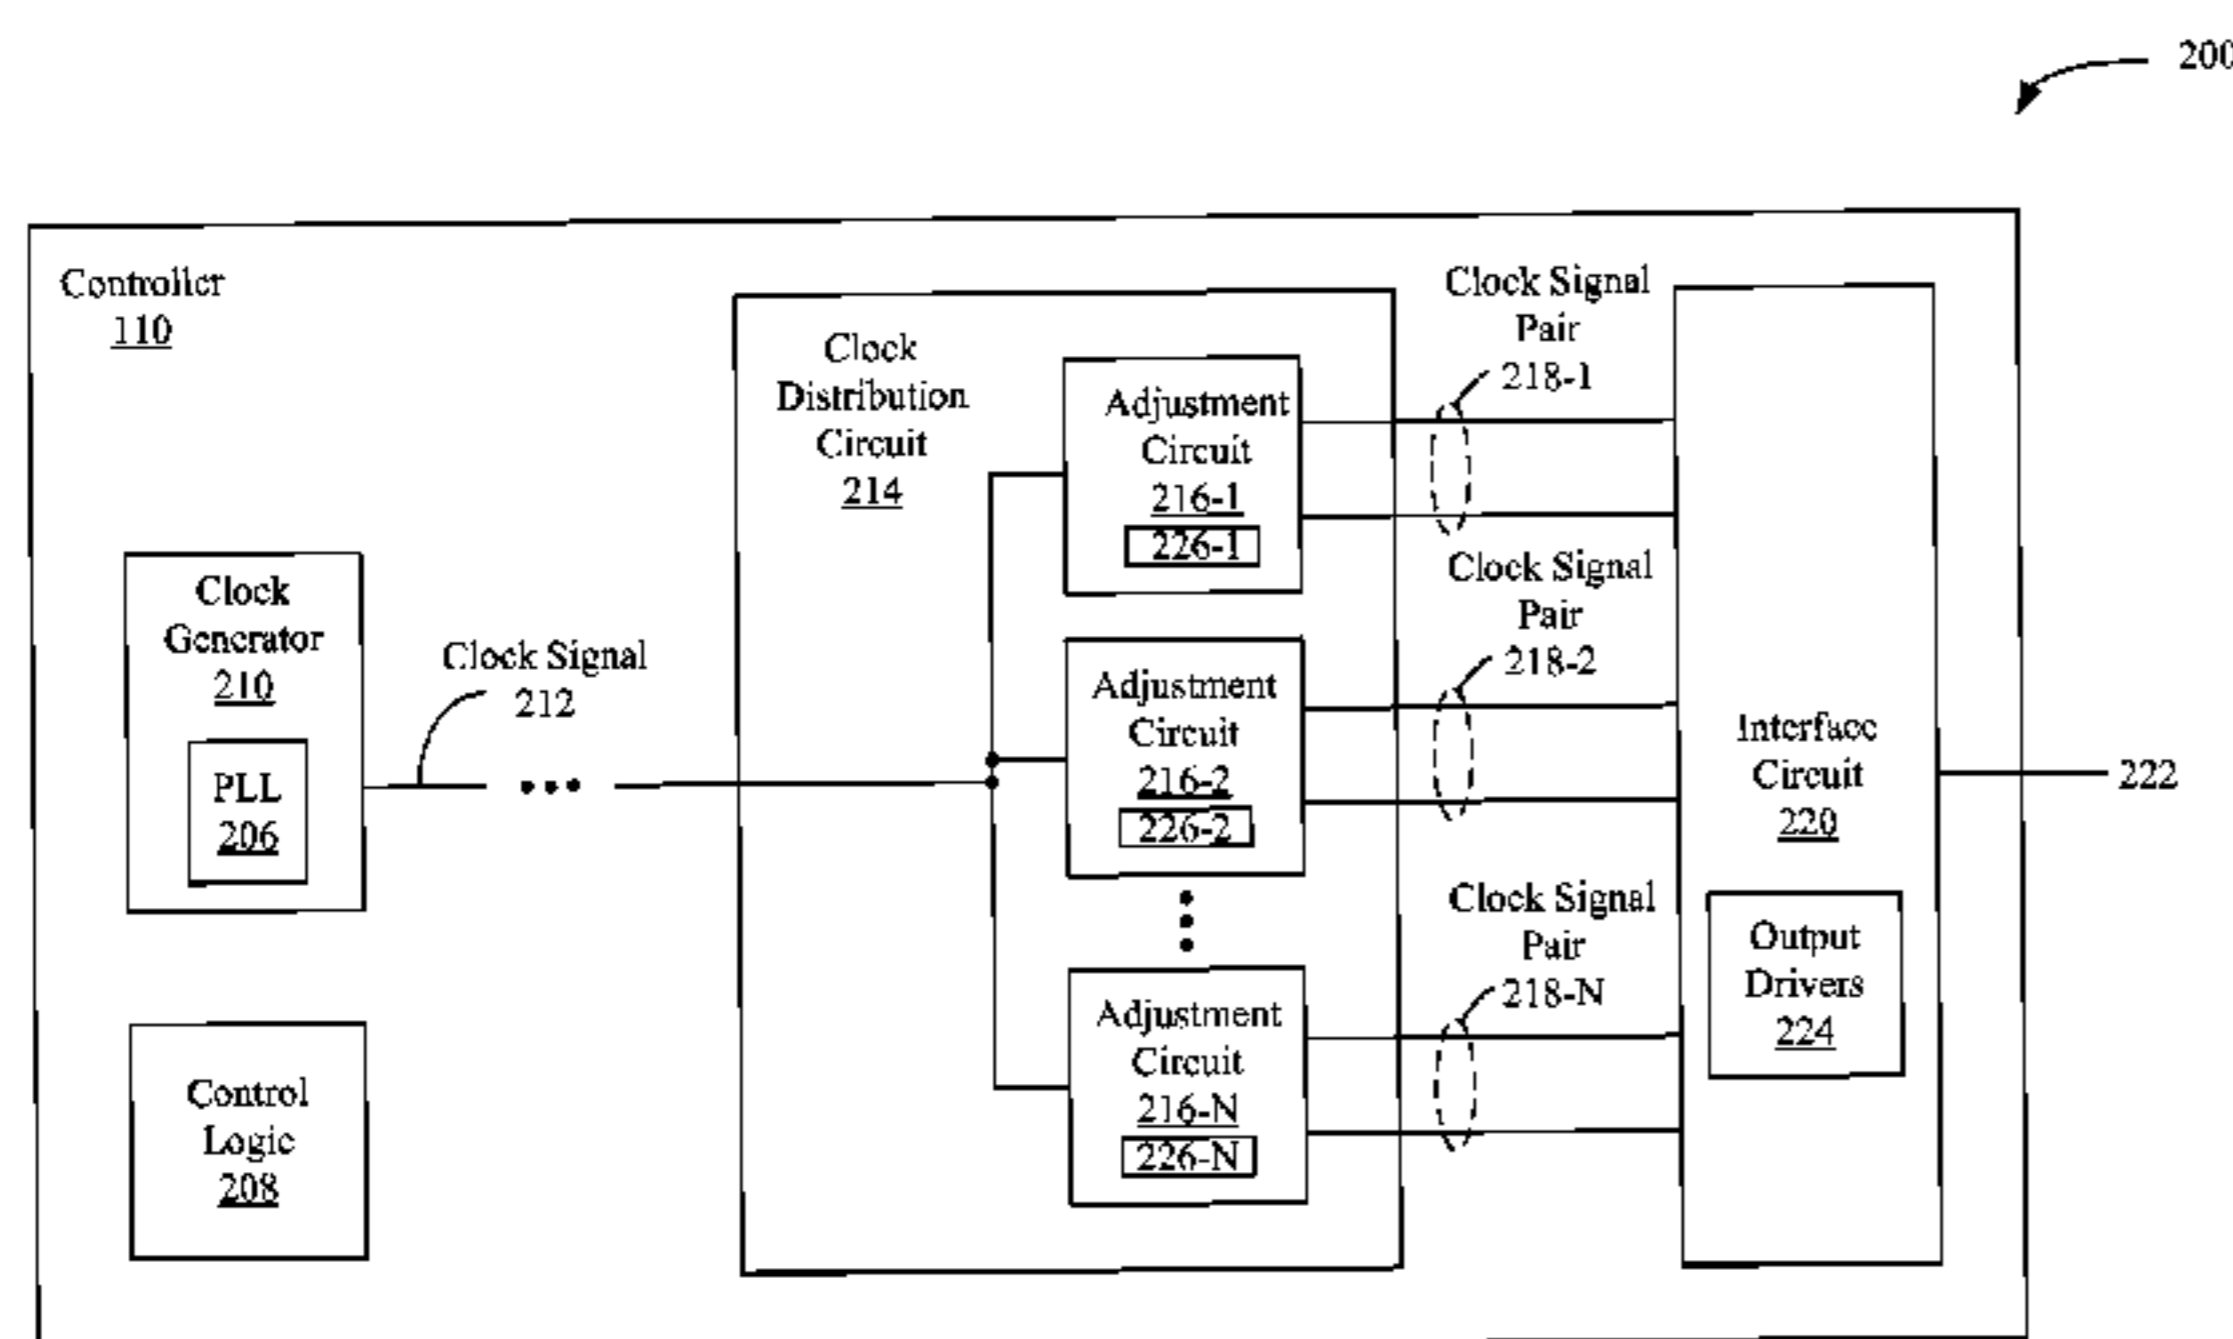 200
Controller
110
Clock
Distribution
Circuit
214
Adjustment
Circuit
216-1
226-1
Clock Signal
Pair
218-1
Clock
Generator
210
PLL
206
Clock Signal
212
Adjustment
Circuit
216-2
226-2
Clock Signal
Pair
218-2
Interface
Circuit
220
222
Control
Logic
208
Adjustment
Circuit
216-N
226-N
Clock Signal
Pair
218-N
Output
Drivers
224